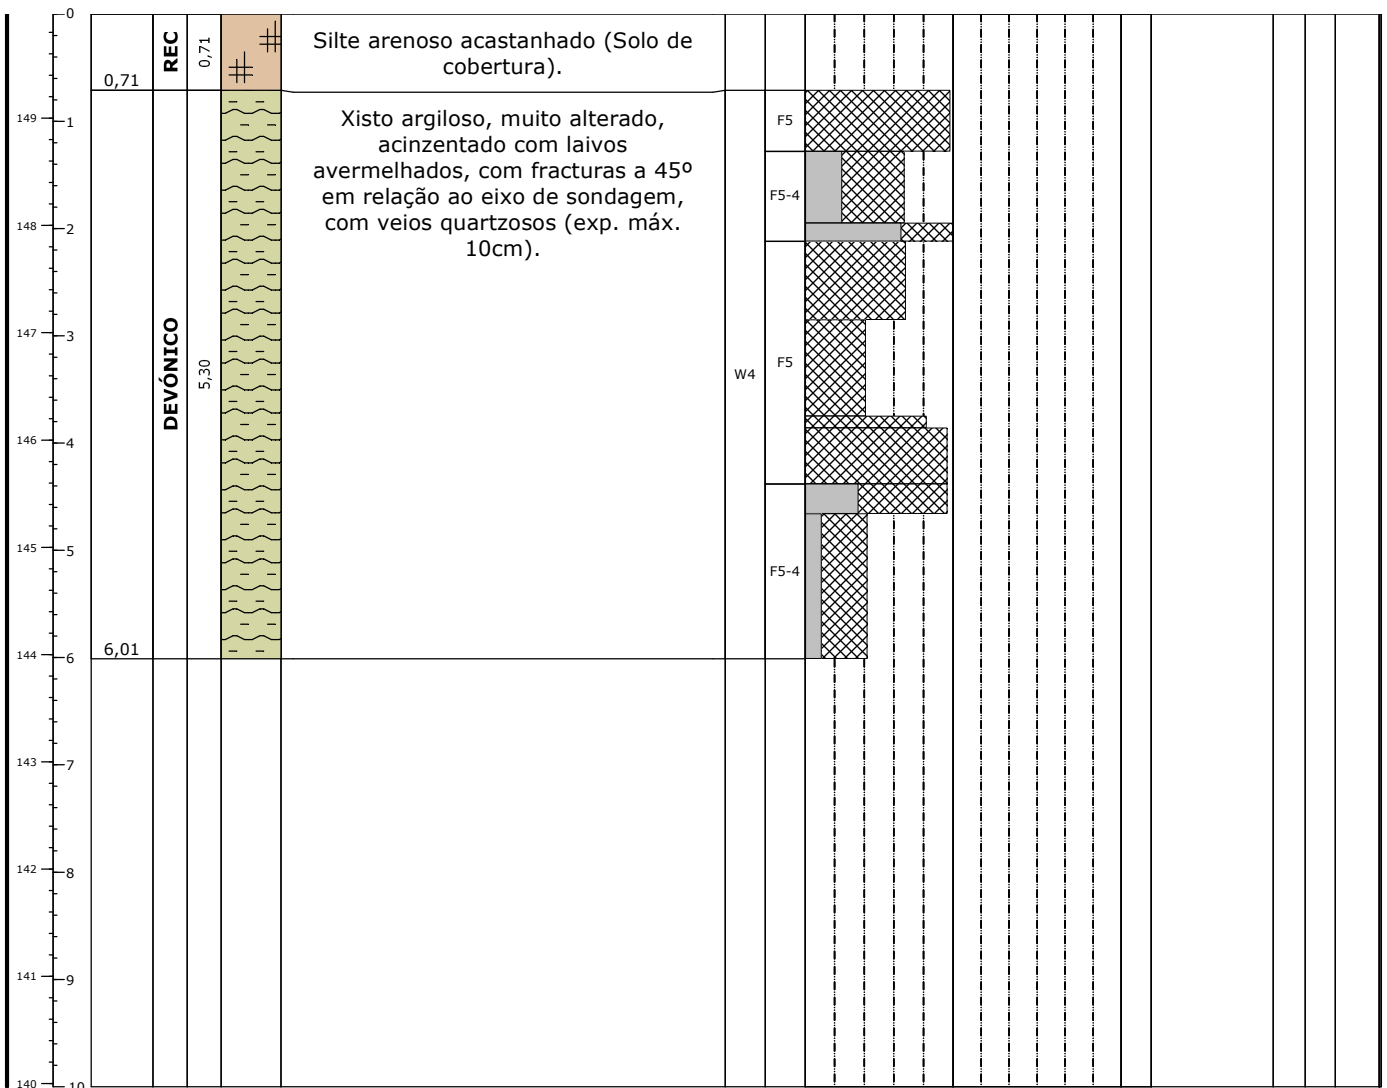 0
REC
0,71
Silte arenoso acastanhado (Solo de
cobertura).
0,71
149
1
Xisto argiloso, muito alterado,
acinzentado com laivos
avermelhados, com fracturas a 45º
em relação ao eixo de sondagem,
com veios quartzosos (exp. máx.
10cm).
F5
F5-4
148
2
147
3
DEVÓNICO
5,30
W4
F5
146
4
145
5
F5-4
6,01
144
6
143
7
142
8
141
9
140
10